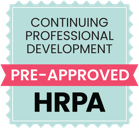 CONTINUING
PROFESSIONAL
DEVELOPMENT
PRE-APPROVED
HRPA